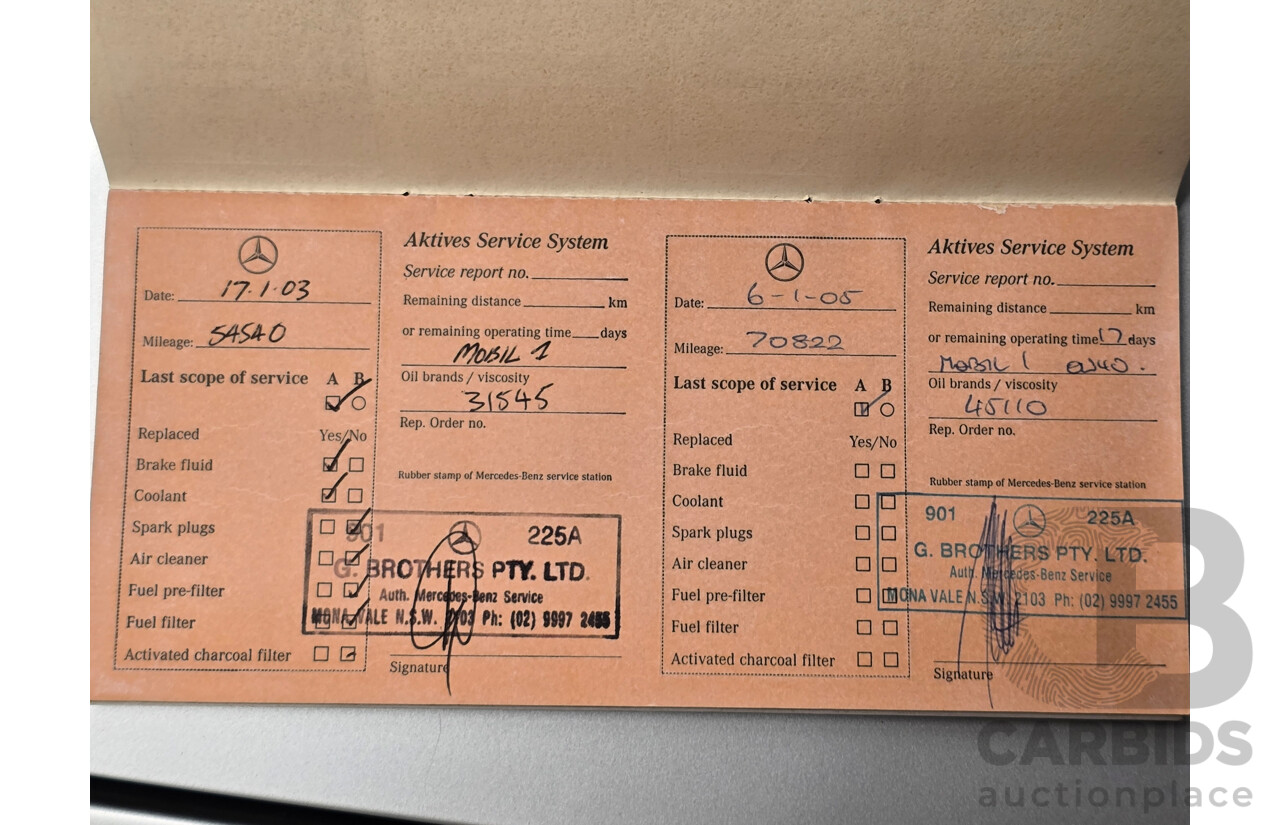 Date: 17.1.03
Mileage: 54540
Last scope of service A B
Replaced Yes/No
Brake fluid
Coolant
Spark plugs
Air cleaner
Fuel pre-filter
Fuel filter
Activated charcoal filter
Aktives Service System
Service report no.
Remaining distance km
or remaining operating time days
MOBIL 1
Oil brands / viscosity
31545
Rep. Order no.
Rubber stamp of Mercedes-Benz service station
901 225A
G. BROTHERS PTY. LTD.
Auth. Mercedes-Benz Service
MONA VALE N.S.W. 2103 Ph: (02) 9997 2455
Signature
Date: 6-1-05
Mileage: 70822
Last scope of service A B
Replaced Yes/No
Brake fluid
Coolant
Spark plugs
Air cleaner
Fuel pre-filter
Fuel filter
Activated charcoal filter
Aktives Service System
Service report no.
Remaining distance km
or remaining operating time 17 days
MOBIL 1 0W40.
Oil brands / viscosity
45110
Rep. Order no.
Rubber stamp of Mercedes-Benz service station
901 225A
G. BROTHERS PTY. LTD.
Auth. Mercedes-Benz Service
MONA VALE N.S.W. 2103 Ph: (02) 9997 2455
Signature
B
CARBIDS
auctionplace